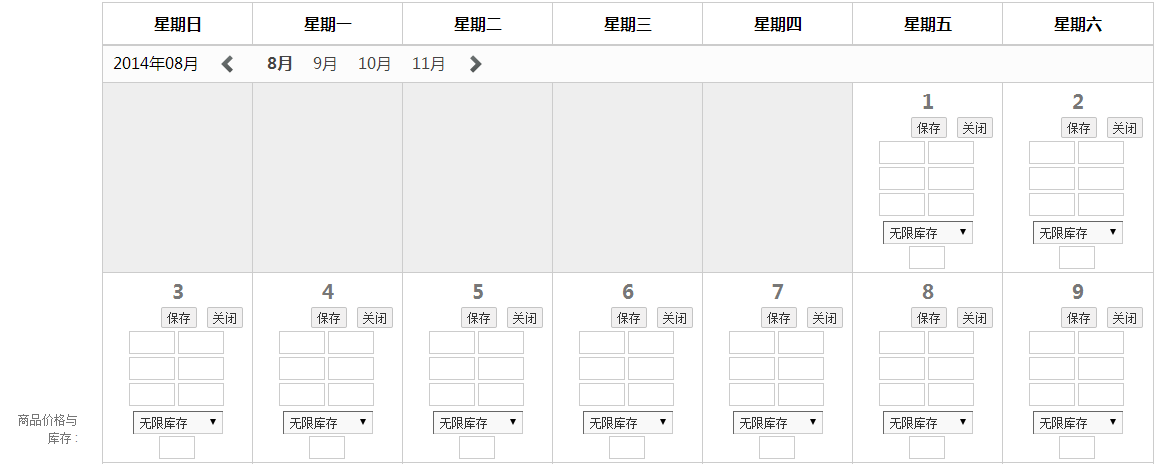 星期日 星期一 星期二 星期三 星期四 星期五 星期六
2014年08月 8月 9月 10月 11月
1 2
保存 关闭 保存 关闭
无限库存 无限库存
3 4 5 6 7 8 9
保存 关闭 保存 关闭 保存 关闭 保存 关闭 保存 关闭 保存 关闭 保存 关闭
商品价格与
无限库存 无限库存 无限库存 无限库存 无限库存 无限库存 无限库存
库存 :